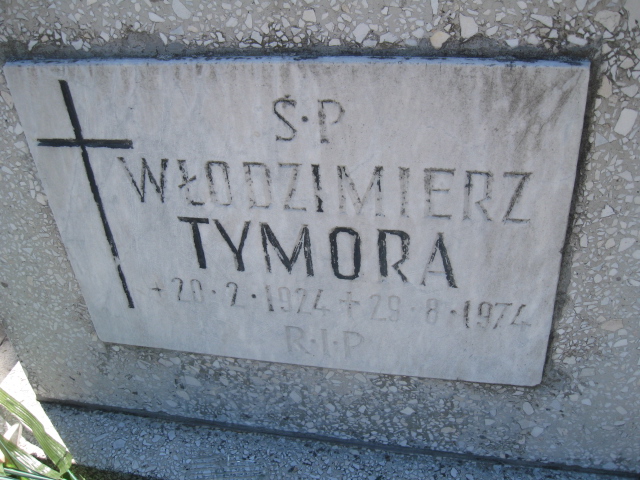 Ś·P
WŁODZIMIERZ
TYMORA
+28·2·1924+29·8·1974
R·I·P